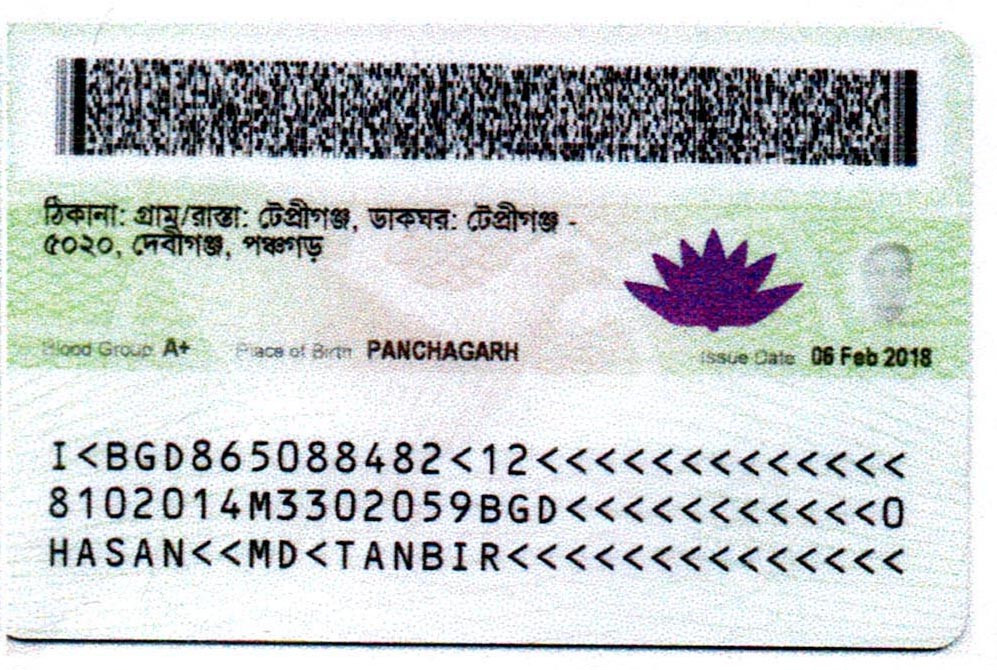 ঠিকানা: গ্রাম/রাস্তা: টেপ্রীগঞ্জ, ডাকঘর: টেপ্রীগঞ্জ -
৫০২০, দেবীগঞ্জ, পঞ্চগড়
Blood Group A+ Place of Birth PANCHAGARH Issue Date 06 Feb 2018
I<BGD865088482<12<<<<<<<<<<<<<
8102014M3302059BGD<<<<<<<<<<<0
HASAN<<MD<TANBIR<<<<<<<<<<<<<<